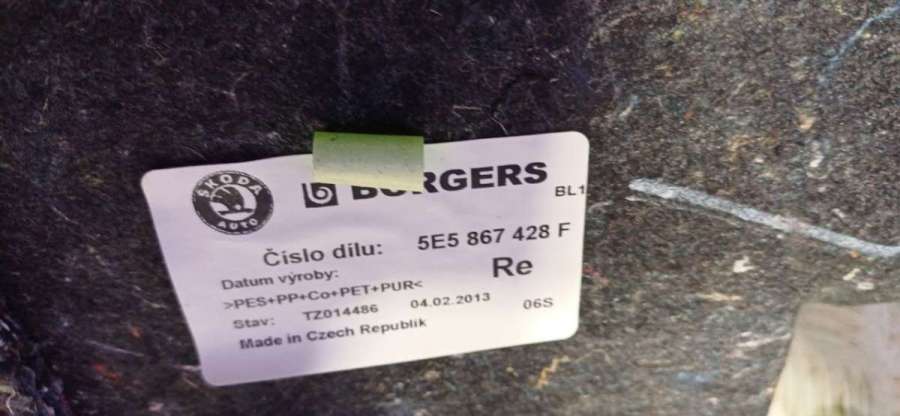 ŠKODA
AUTO
BURGERS
BL1
Číslo dílu: 5E5 867 428 F
Datum výroby: Re
>PES+PP+Co+PET+PUR<
Stav: TZ014486 04.02.2013 06S
Made in Czech Republik